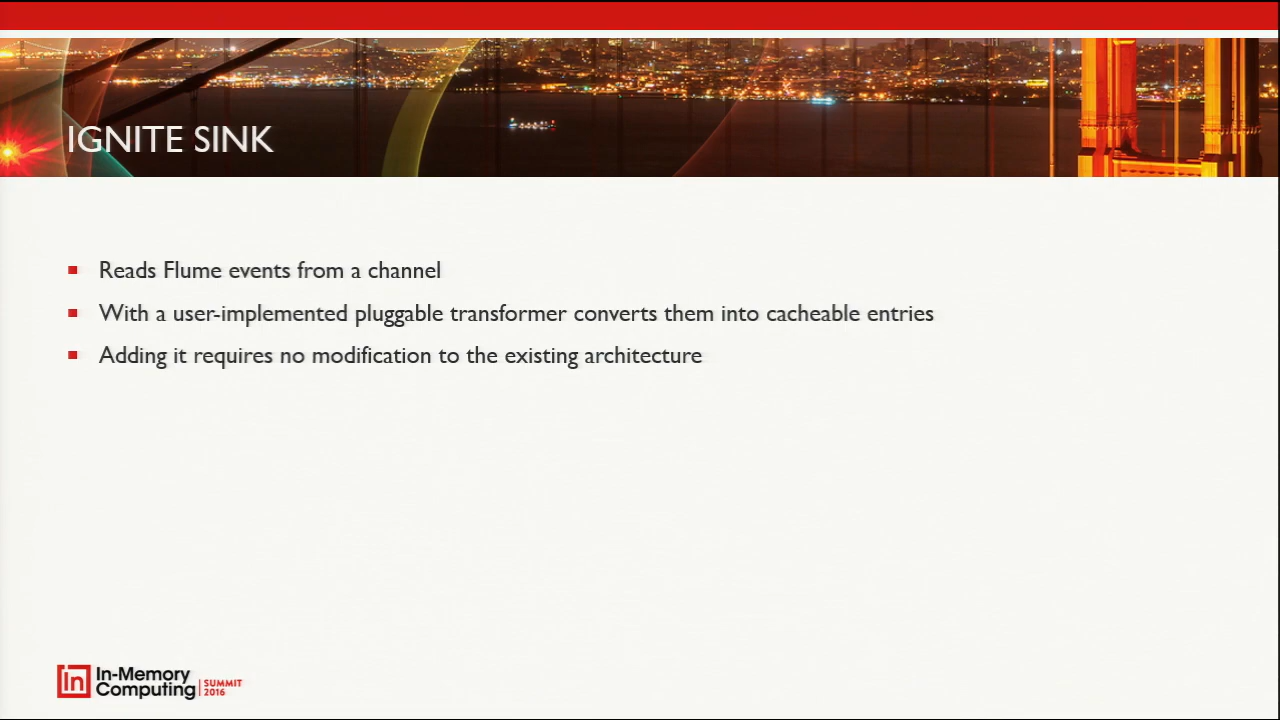 IGNITE SINK
Reads Flume events from a channel
With a user-implemented pluggable transformer converts them into cacheable entries
Adding it requires no modification to the existing architecture
in In-Memory
Computing
SUMMIT
2016